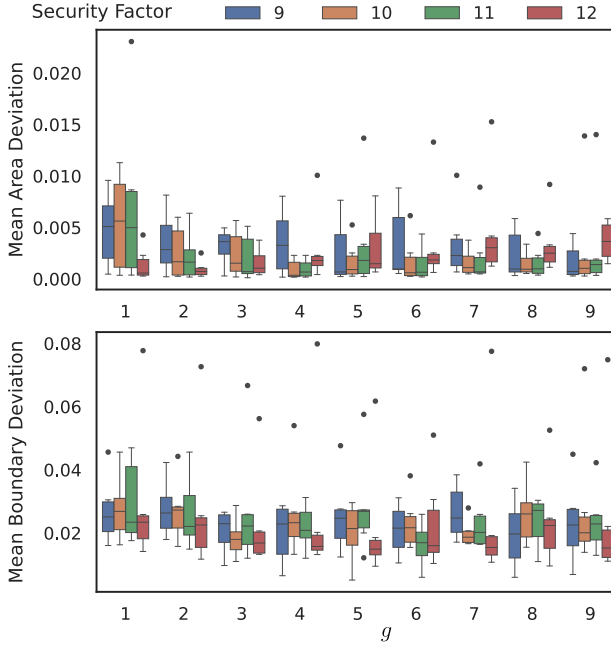 Security Factor 9 10 11 12
Mean Area Deviation
0.020
0.015
0.010
0.005
0.000
1 2 3 4 5 6 7 8 9
Mean Boundary Deviation
0.08
0.06
0.04
0.02
1 2 3 4 5 6 7 8 9
g